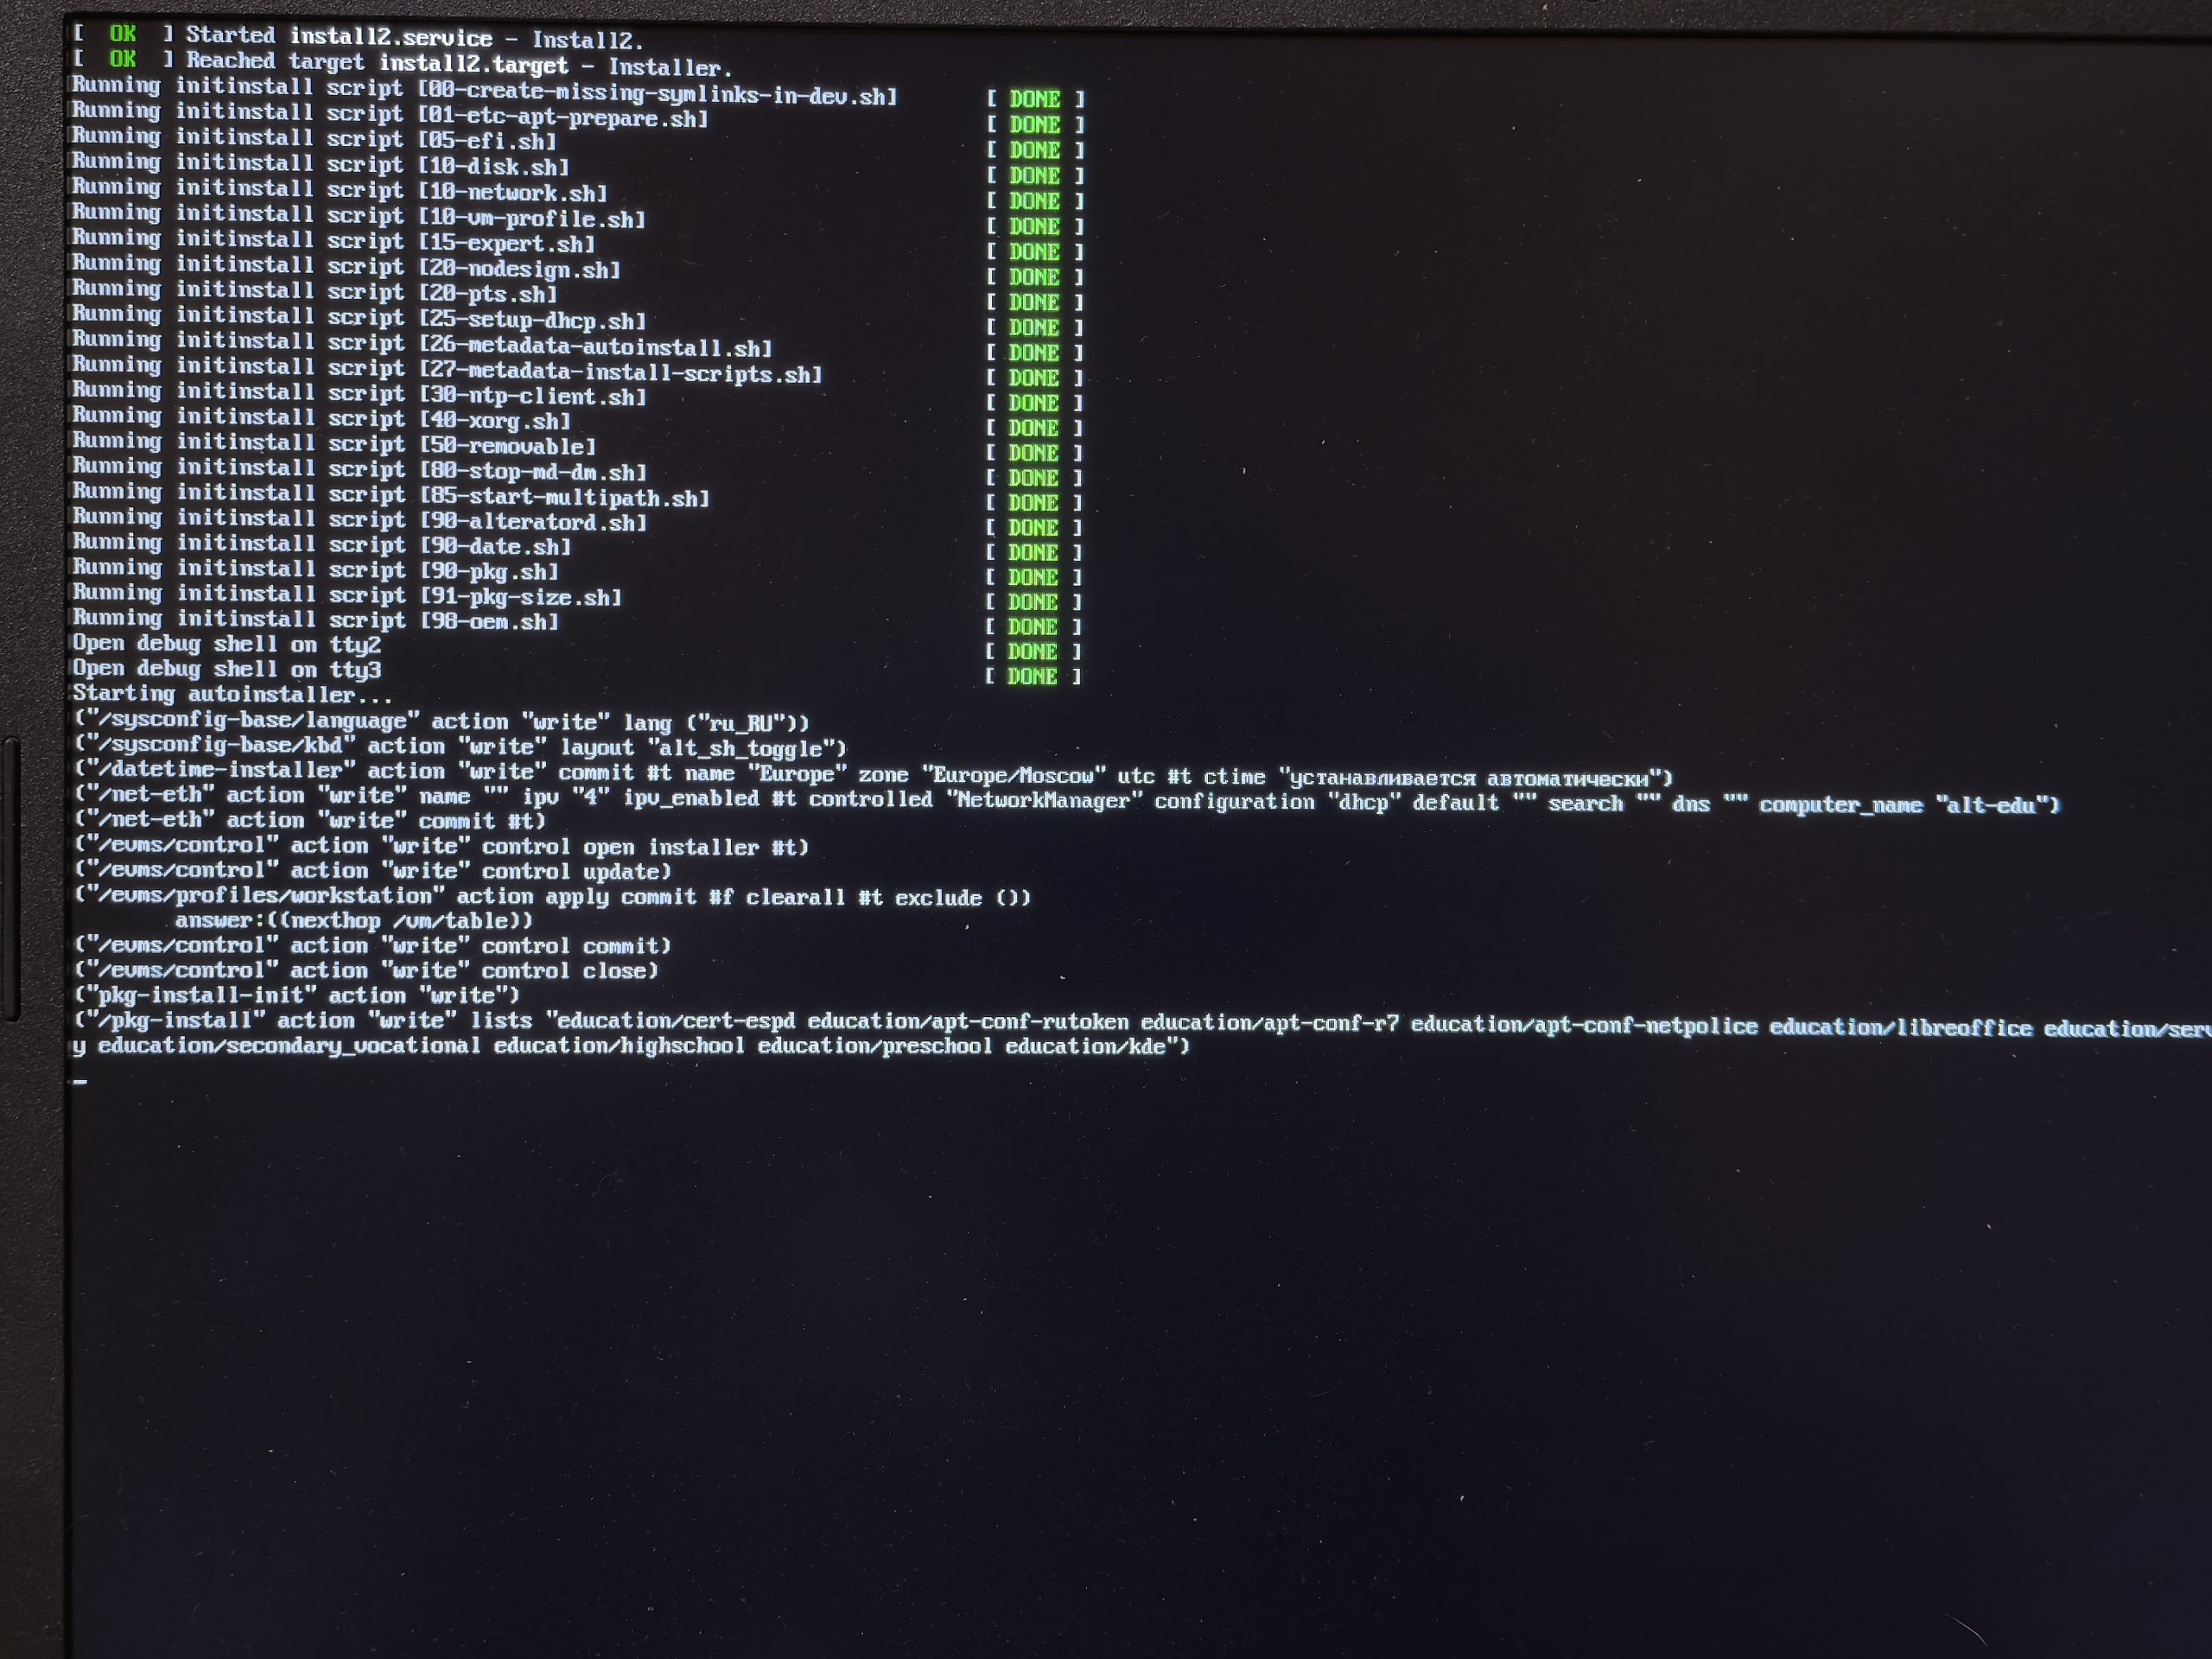 [  OK  ] Started install2.service - Install2.
[  OK  ] Reached target install2.target - Installer.
Running initinstall script [00-create-missing-symlinks-in-dev.sh] [ DONE ]
Running initinstall script [01-etc-apt-prepare.sh] [ DONE ]
Running initinstall script [05-efi.sh] [ DONE ]
Running initinstall script [10-disk.sh] [ DONE ]
Running initinstall script [10-network.sh] [ DONE ]
Running initinstall script [10-vm-profile.sh] [ DONE ]
Running initinstall script [15-expert.sh] [ DONE ]
Running initinstall script [20-nodesign.sh] [ DONE ]
Running initinstall script [20-pts.sh] [ DONE ]
Running initinstall script [25-setup-dhcp.sh] [ DONE ]
Running initinstall script [26-metadata-autoinstall.sh] [ DONE ]
Running initinstall script [27-metadata-install-scripts.sh] [ DONE ]
Running initinstall script [30-ntp-client.sh] [ DONE ]
Running initinstall script [40-xorg.sh] [ DONE ]
Running initinstall script [50-removable] [ DONE ]
Running initinstall script [80-stop-md-dm.sh] [ DONE ]
Running initinstall script [85-start-multipath.sh] [ DONE ]
Running initinstall script [90-alteratord.sh] [ DONE ]
Running initinstall script [90-date.sh] [ DONE ]
Running initinstall script [90-pkg.sh] [ DONE ]
Running initinstall script [91-pkg-size.sh] [ DONE ]
Running initinstall script [98-oem.sh] [ DONE ]
Open debug shell on tty2 [ DONE ]
Open debug shell on tty3 [ DONE ]
Starting autoinstaller...
("/sysconfig-base/language" action "write" lang ("ru_RU"))
("/sysconfig-base/kbd" action "write" layout "alt_sh_toggle")
("/datetime-installer" action "write" commit #t name "Europe" zone "Europe/Moscow" utc #t ctime "устанавливается автоматически")
("/net-eth" action "write" name "" ipv "4" ipv_enabled #t controlled "NetworkManager" configuration "dhcp" default "" search "" dns "" computer_name "alt-edu")
("/net-eth" action "write" commit #t)
("/evms/control" action "write" control open installer #t)
("/evms/control" action "write" control update)
("/evms/profiles/workstation" action apply commit #f clearall #t exclude ())
answer:((nexthop /vm/table))
("/evms/control" action "write" control commit)
("/evms/control" action "write" control close)
("pkg-install-init" action "write")
("/pkg-install" action "write" lists "education/cert-espd education/apt-conf-rutoken education/apt-conf-r7 education/apt-conf-netpolice education/libreoffice education/serv
y education/secondary_vocational education/highschool education/preschool education/kde")